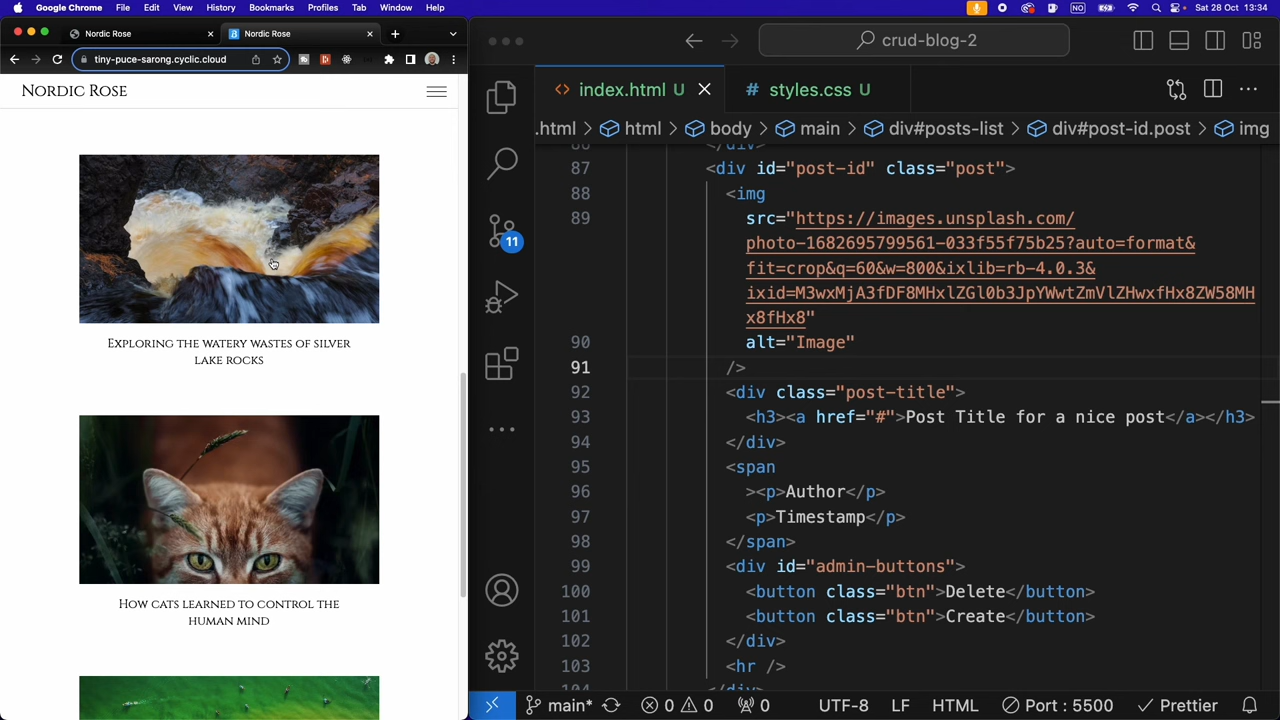 Google Chrome File Edit View History Bookmarks Profiles Tab Window Help NO Sat 28 Oct 13:34
Nordic Rose × Nordic Rose × +
tiny-puce-sarong.cyclic.cloud
Nordic Rose
Exploring the watery wastes of silver
lake rocks
How cats learned to control the
human mind
crud-blog-2
index.html U # styles.css U
.html > html > body > main > div#posts-list > div#post-id.post > img
11
87 <div id="post-id" class="post">
88 <img
89 src="https://images.unsplash.com/
photo-1682695799561-033f55f75b25?auto=format&
fit=crop&q=60&w=800&ixlib=rb-4.0.3&
ixid=M3wxMjA3fDF8MHxlZGl0b3JpYWwtZmVlZHwxfHx8ZW58MH
x8fHx8"
90 alt="Image"
91 />
92 <div class="post-title">
93 <h3><a href="#">Post Title for a nice post</a></h3>
94 </div>
95 <span
96 ><p>Author</p>
97 <p>Timestamp</p>
98 </span>
99 <div id="admin-buttons">
100 <button class="btn">Delete</button>
101 <button class="btn">Create</button>
102 </div>
103 <hr />
main* 0 0 0 UTF-8 LF HTML Port : 5500 Prettier